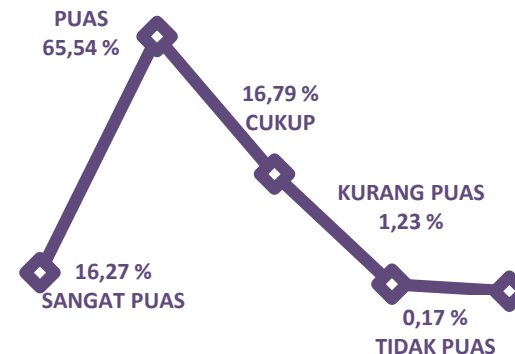 PUAS
65,54 %
16,79 %
CUKUP
KURANG PUAS
1,23 %
16,27 %
SANGAT PUAS
0,17 %
TIDAK PUAS